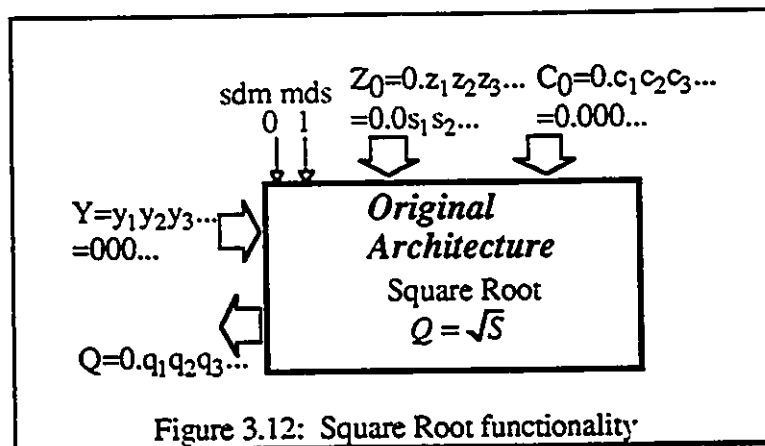 sdm mds Z₀=0.z₁z₂z₃... C₀=0.c₁c₂c₃...
0 1 =0.0s₁s₂... =0.000...
Y=y₁y₂y₃...
=000...
Original
Architecture
Square Root
Q = √S
Q=0.q₁q₂q₃...
Figure 3.12: Square Root functionality